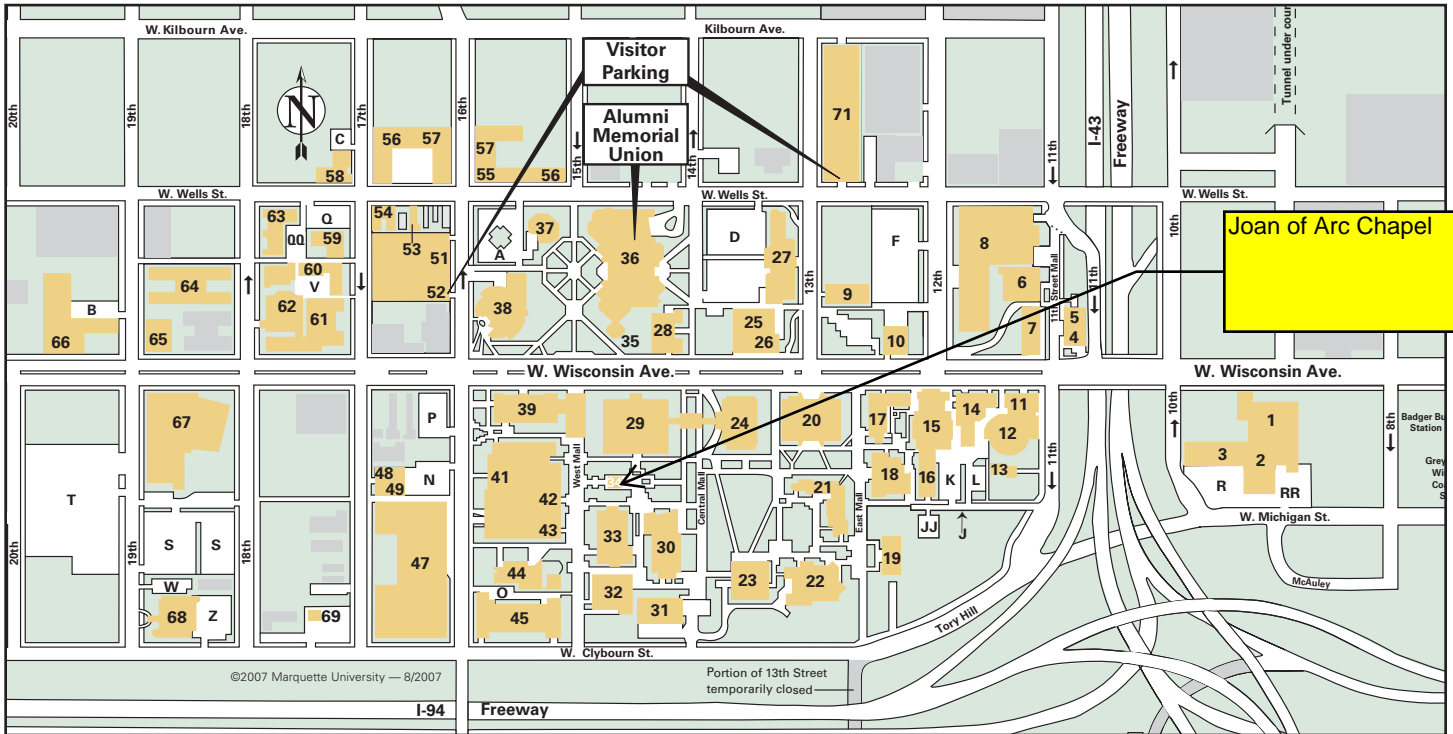 W. Kilbourn Ave.
Kilbourn Ave.
Visitor
Parking
Alumni
Memorial
Union
Tunnel under
20th
19th
18th
17th
16th
15th
14th
11th
I-43
Freeway
N
C
56
57
57
55
56
58
71
W. Wells St.
W. Wells St.
W. Wells St.
Joan of Arc Chapel
63
Q
QQ
59
54
53
51
52
A
37
36
D
27
13th
F
12th
8
6
11th Street Mall
11th
10th
60
V
64
62
61
38
9
B
66
65
35
28
25
26
10
7
5
4
W. Wisconsin Ave.
W. Wisconsin Ave.
67
P
39
29
24
20
17
15
14
11
12
10th
1
3
2
8th
Badger
Station
48
49
N
41
42
43
West Mall
Central Mall
21
East Mall
18
16
K
L
13
11th
R
RR
T
20th
19th
18th
S
S
47
33
30
JJ
J
W. Michigan St.
McAuley
W
68
Z
69
44
O
45
32
31
23
22
19
Tory Hill
W. Clybourn St.
©2007 Marquette University — 8/2007
Portion of 13th Street
temporarily closed
I-94
Freeway